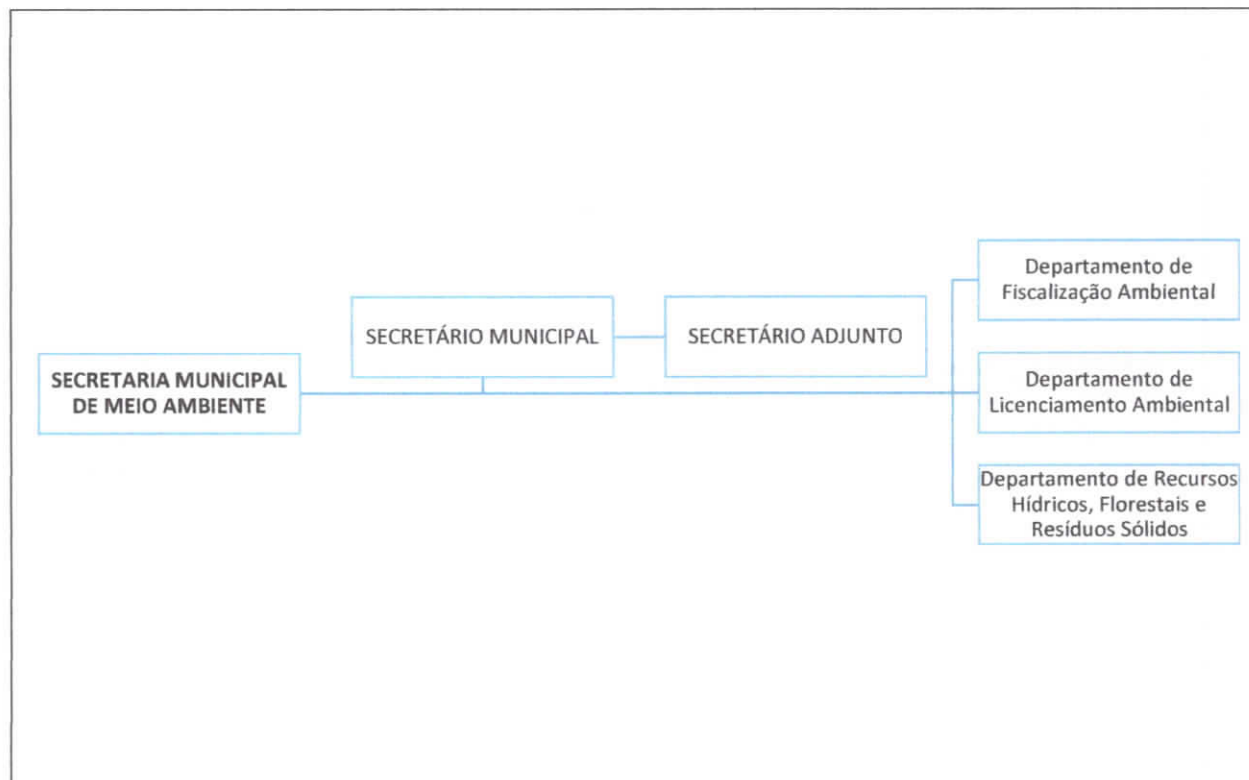 SECRETARIA MUNICIPAL
DE MEIO AMBIENTE
SECRETÁRIO MUNICIPAL
SECRETÁRIO ADJUNTO
Departamento de
Fiscalização Ambiental
Departamento de
Licenciamento Ambiental
Departamento de Recursos
Hídricos, Florestais e
Resíduos Sólidos